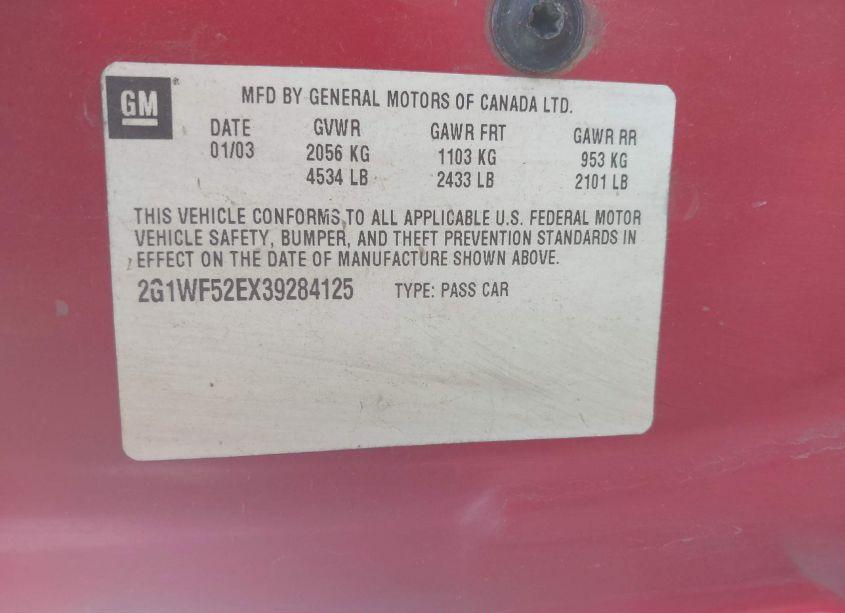 GM
MFD BY GENERAL MOTORS OF CANADA LTD.
DATE GVWR GAWR FRT GAWR RR
01/03 2056 KG 1103 KG 953 KG
4534 LB 2433 LB 2101 LB
THIS VEHICLE CONFORMS TO ALL APPLICABLE U.S. FEDERAL MOTOR
VEHICLE SAFETY, BUMPER, AND THEFT PREVENTION STANDARDS IN
EFFECT ON THE DATE OF MANUFACTURE SHOWN ABOVE.
2G1WF52EX39284125 TYPE: PASS CAR